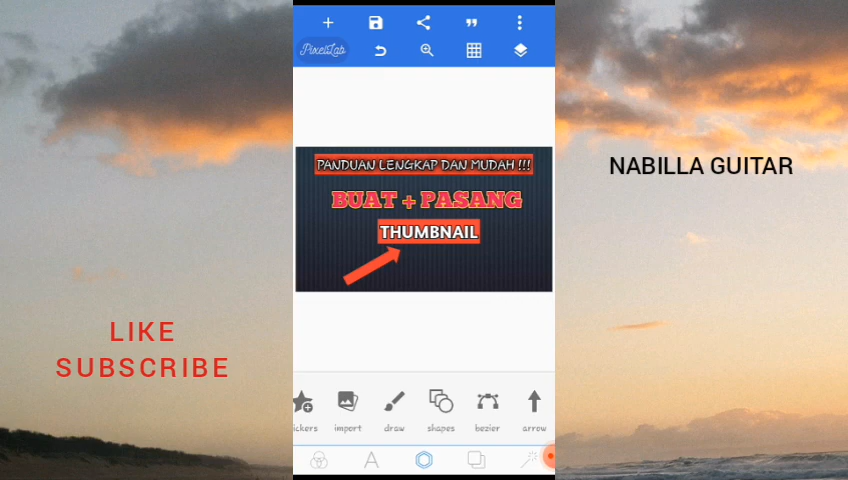 PixelLab
PANDUAN LENGKAP DAN MUDAH !!!
BUAT + PASANG
THUMBNAIL
NABILLA GUITAR
LIKE
SUBSCRIBE
ickers import draw shapes bezier arrow
A